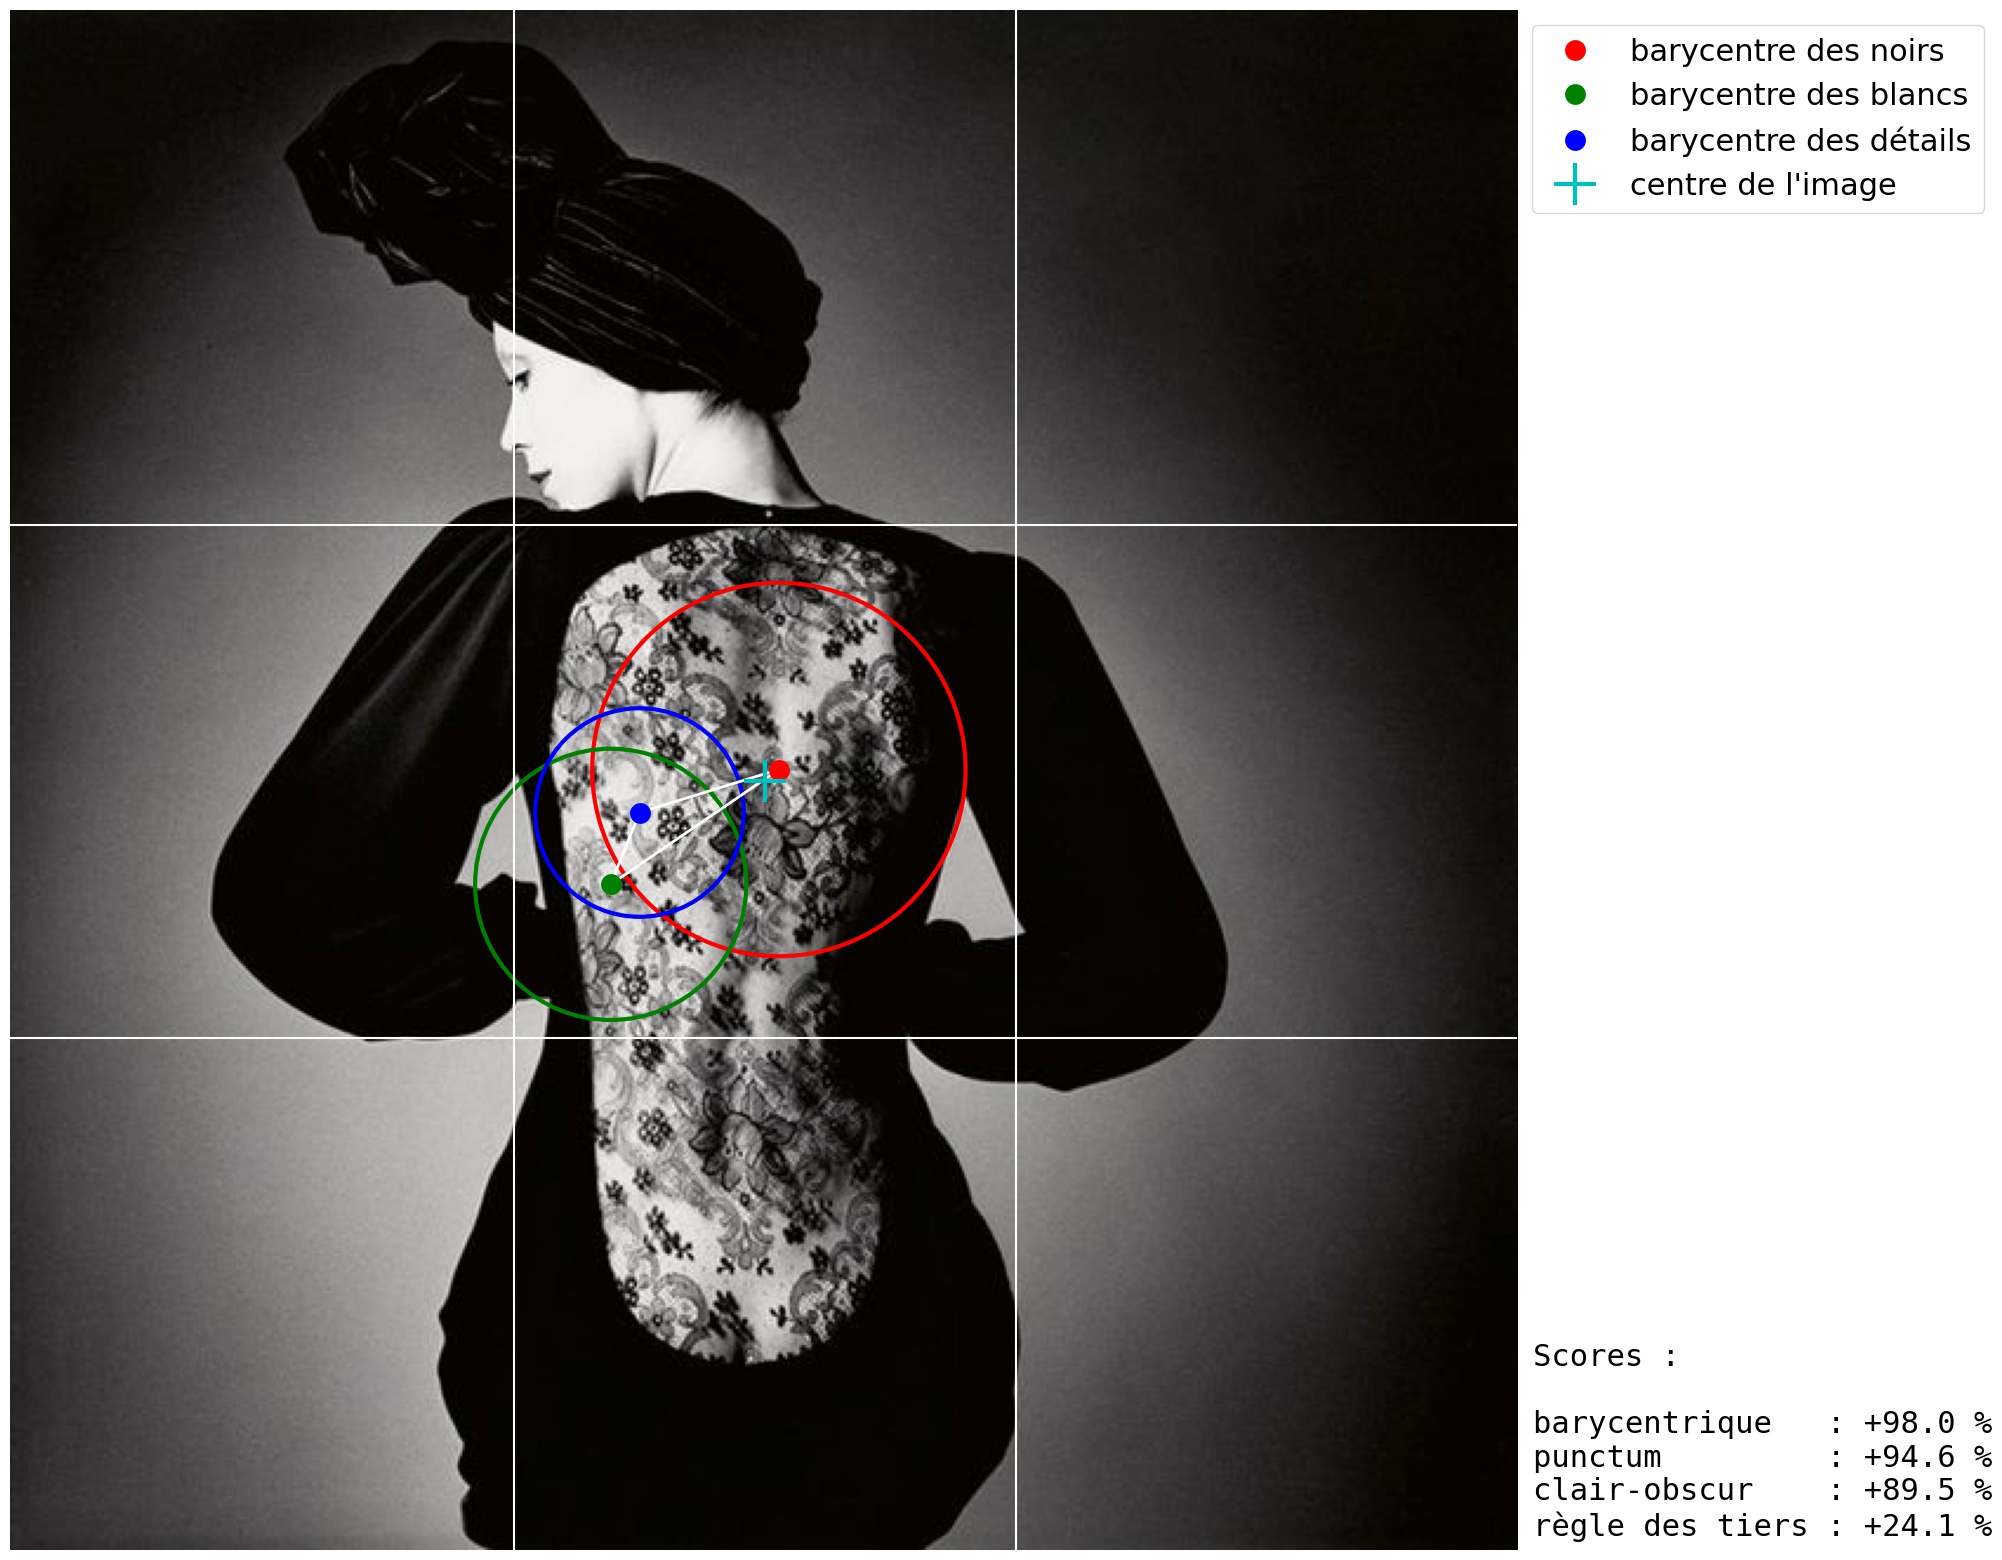 barycentre des noirs
barycentre des blancs
barycentre des détails
centre de l'image
Scores :
barycentrique : +98.0 %
punctum : +94.6 %
clair-obscur : +89.5 %
règle des tiers : +24.1 %